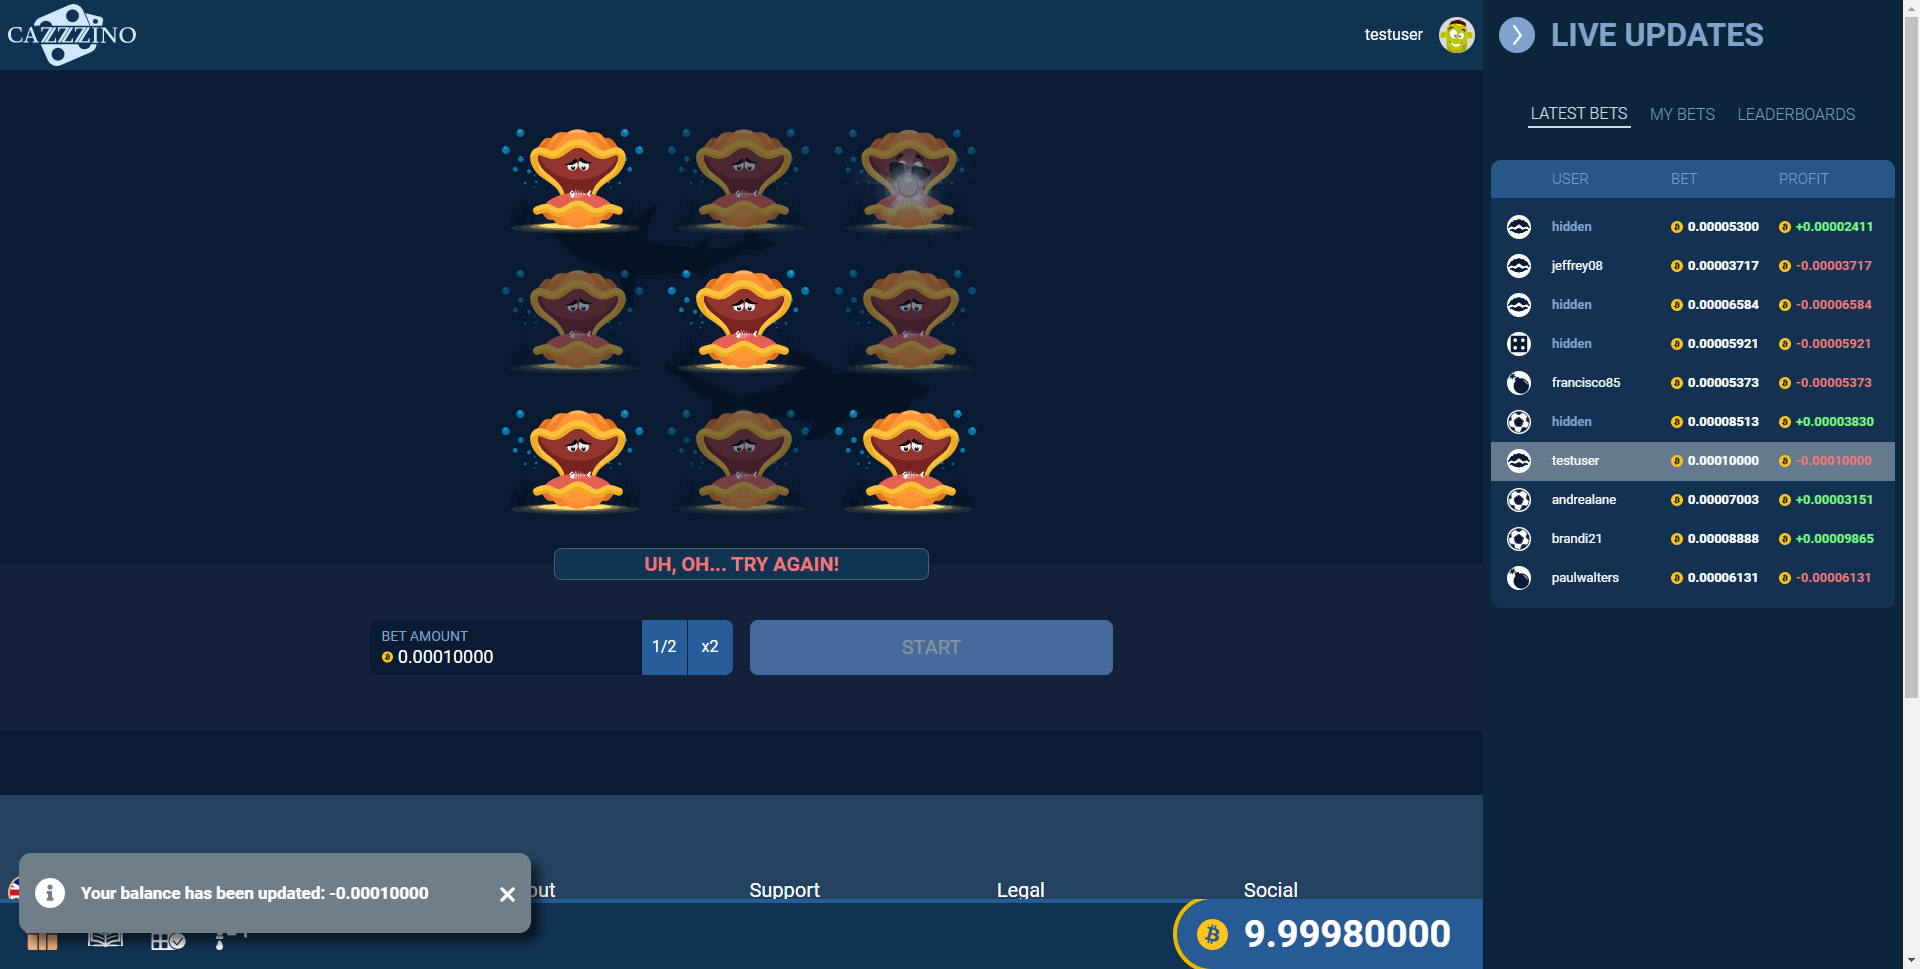 CAZZZINO
testuser
LIVE UPDATES
LATEST BETS MY BETS LEADERBOARDS
USER BET PROFIT
hidden 0.00005300 +0.00002411
jeffrey08 0.00003717 -0.00003717
hidden 0.00006584 -0.00006584
hidden 0.00005921 -0.00005921
francisco85 0.00005373 -0.00005373
hidden 0.00008513 +0.00003830
testuser 0.00010000 -0.00010000
andrealane 0.00007003 +0.00003151
brandi21 0.00008888 +0.00009865
paulwalters 0.00006131 -0.00006131
UH, OH... TRY AGAIN!
BET AMOUNT
0.00010000
1/2 x2
START
Your balance has been updated: -0.00010000
out Support Legal Social
9.99980000